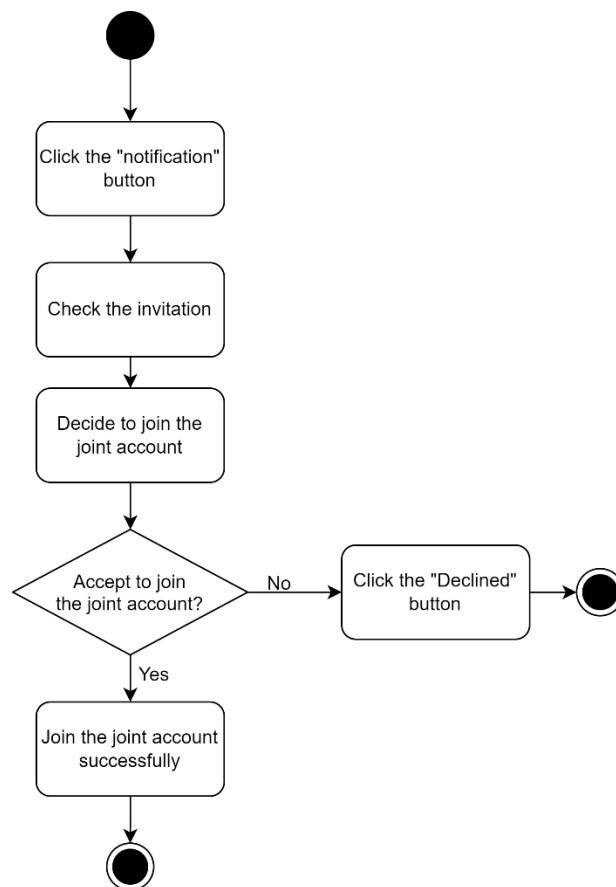 Click the "notification"
button
Check the invitation
Decide to join the
joint account
Accept to join
the joint account?
No
Click the "Declined"
button
Yes
Join the joint account
successfully